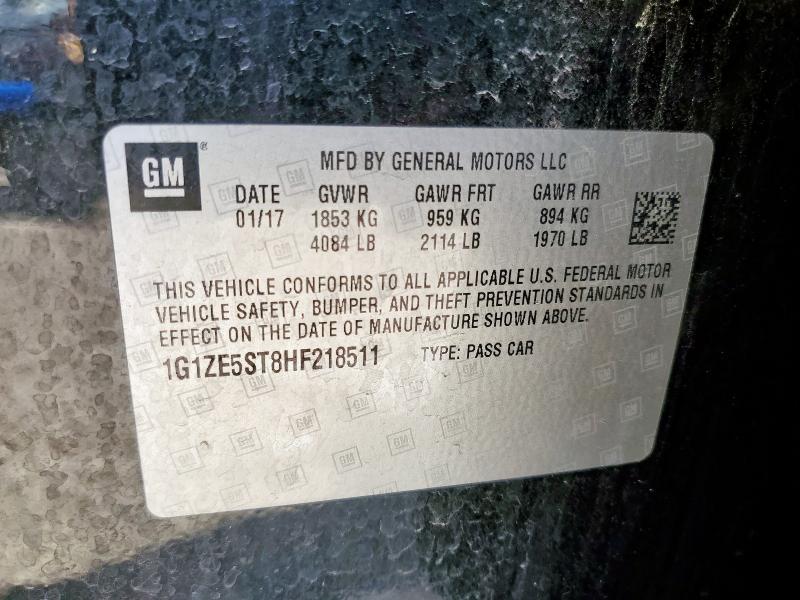 GM ®
MFD BY GENERAL MOTORS LLC
DATE GVWR GAWR FRT GAWR RR
01/17 1853 KG 959 KG 894 KG
4084 LB 2114 LB 1970 LB
THIS VEHICLE CONFORMS TO ALL APPLICABLE U.S. FEDERAL MOTOR
VEHICLE SAFETY, BUMPER, AND THEFT PREVENTION STANDARDS IN
EFFECT ON THE DATE OF MANUFACTURE SHOWN ABOVE.
1G1ZE5ST8HF218511 TYPE: PASS CAR